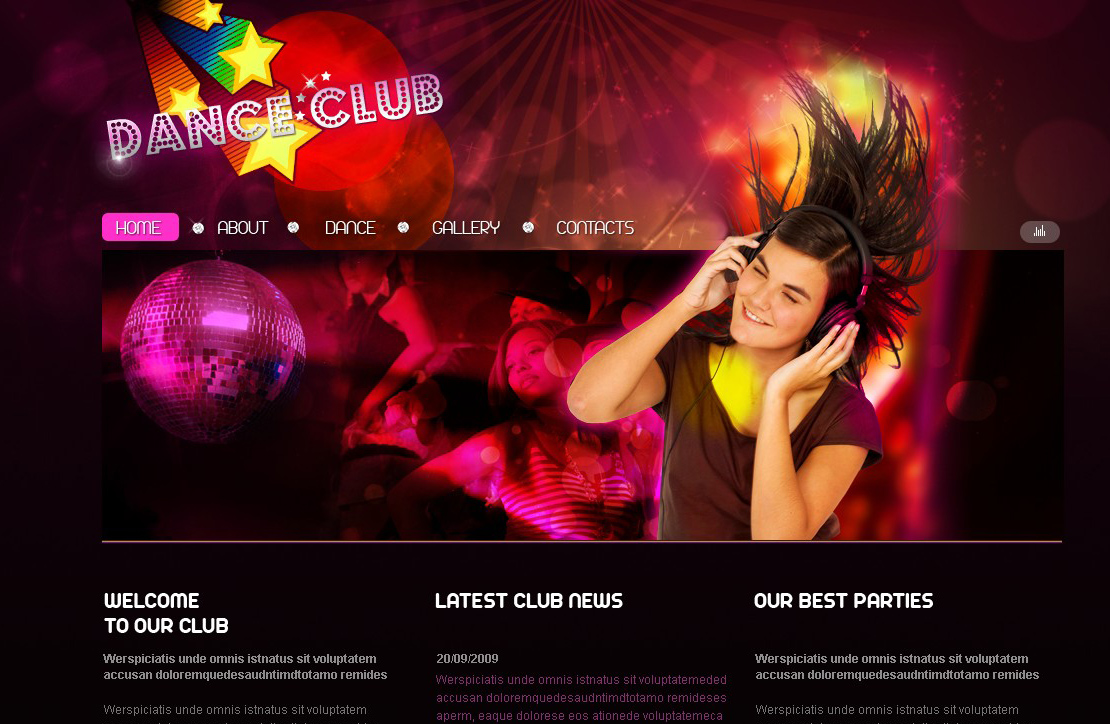 DANCE CLUB
HOME ABOUT DANCE GALLERY CONTACTS
WELCOME
TO OUR CLUB
Werspiciatis unde omnis istnatus sit voluptatem
accusan doloremquedesaudntimdtotamo remides
Werspiciatis unde omnis istnatus sit voluptatem
LATEST CLUB NEWS
20/09/2009
Werspiciatis unde omnis istnatus sit voluptatemeded
accusan doloremquedesaudntimdtotamo remideses
aperm, eaque dolorese eos ationede voluptatemeca
OUR BEST PARTIES
Werspiciatis unde omnis istnatus sit voluptatem
accusan doloremquedesaudntimdtotamo remides
Werspiciatis unde omnis istnatus sit voluptatem